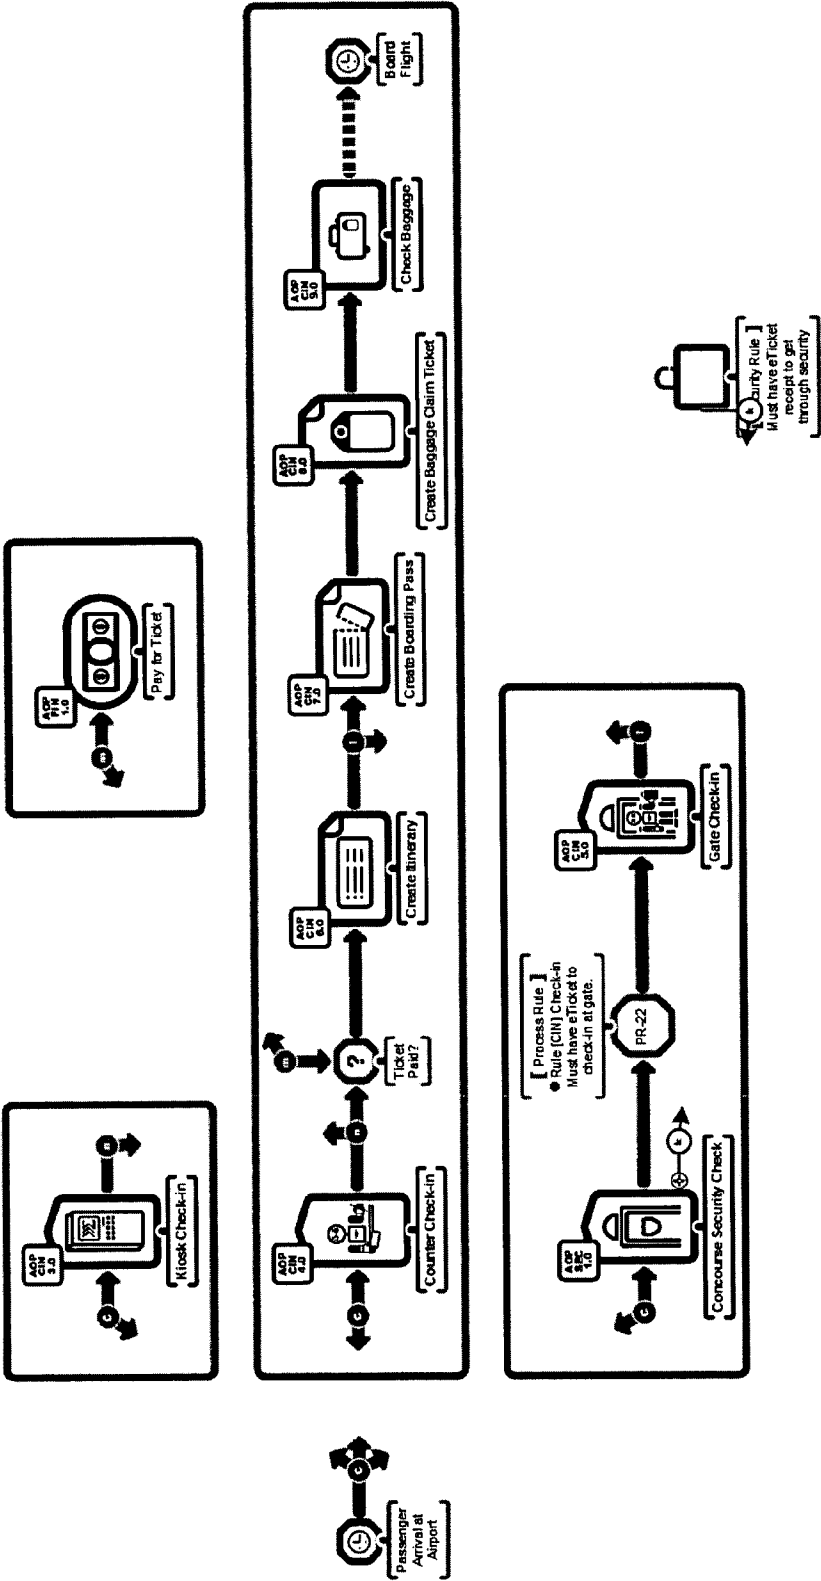 Passenger
Arrival at
Airport
c
AOP
CIN
3.0
Kiosk Check-in
c
n
AOP
FIN
1.0
Pay for Ticket
m
AOP
CIN
4.0
Counter Check-in
c
n
m
?
Ticket
Paid?
AOP
CIN
6.0
Create Itinerary
AOP
CIN
7.0
Create Boarding Pass
AOP
CIN
8.0
Create Baggage Claim Ticket
AOP
CIN
9.0
Check Baggage
Board
Flight
AOP
SEC
1.0
Concourse Security Check
c
k
[ Process Rule ]
● Rule [CIN] Check-in
Must have eTicket to
check-in at gate.
PR-22
AOP
CIN
5.0
Gate Check-in
urity Rule ]
Must have eTicket
receipt to get
through security
k